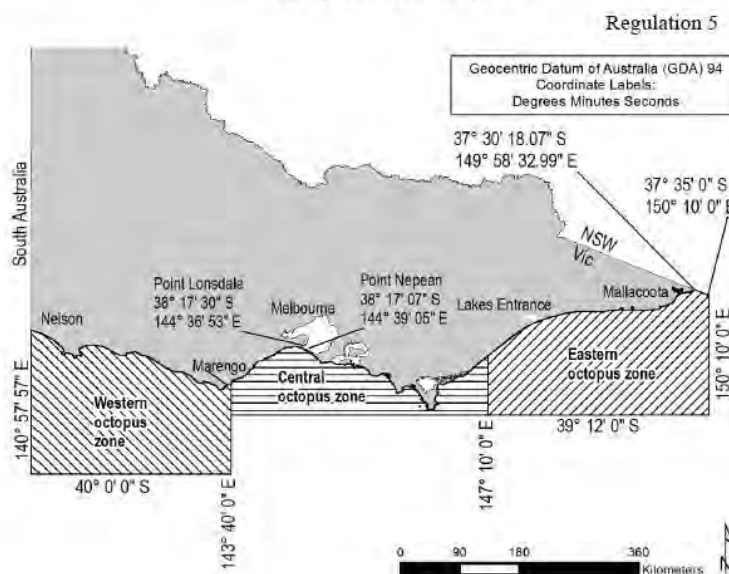 Regulation 5
Geocentric Datum of Australia (GDA) 94
Coordinate Labels:
Degrees Minutes Seconds
37° 30' 18.07" S
149° 58' 32.99" E
37° 35' 0" S
150° 10' 0" E
South Australia
NSW
Vic.
Point Lonsdale
38° 17' 30" S
144° 36' 53" E
Melbourne
Point Nepean
38° 17' 07" S
144° 39' 05" E
Lakes Entrance
Mallacoota
Nelson
Marengo
Western
octopus
zone
Central
octopus zone
Eastern
octopus zone
140° 57' 57" E
40° 0' 0" S
143° 40' 0" E
147° 10' 0" E
39° 12' 0" S
150° 10' 0" E
0 90 180 360
Kilometers